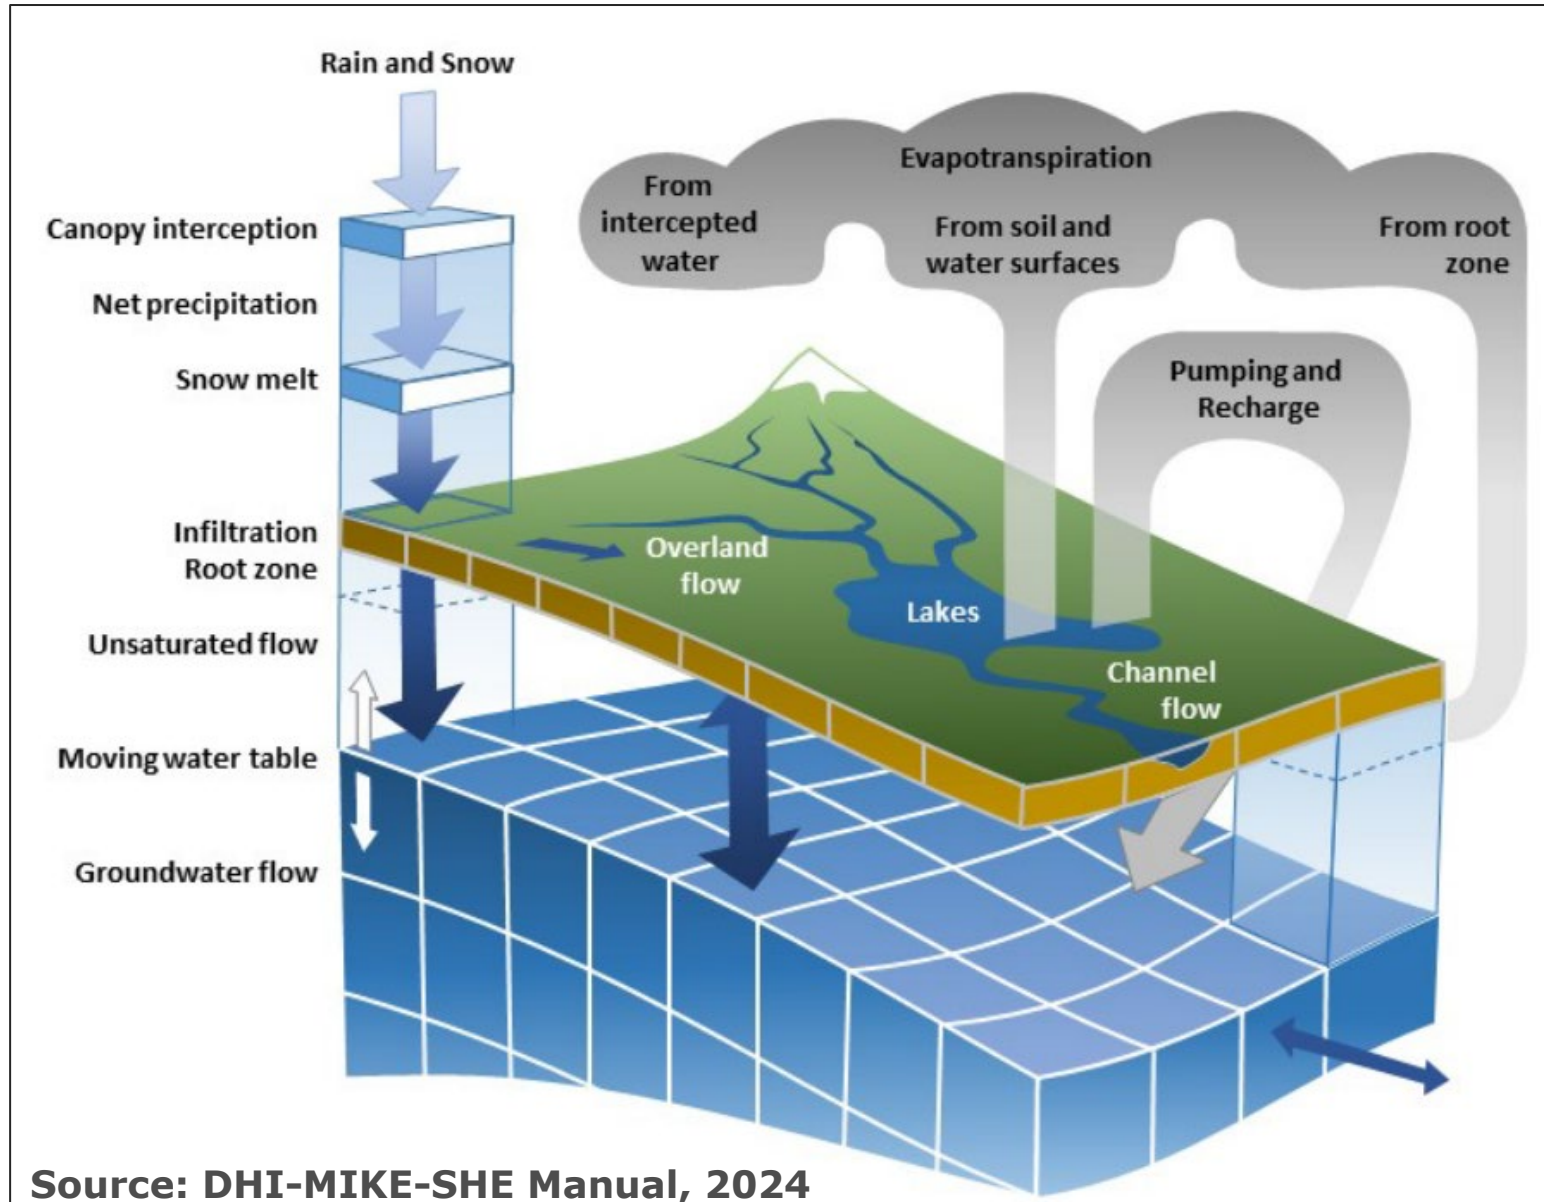 Rain and Snow
Canopy interception
Net precipitation
Snow melt
Infiltration
Root zone
Unsaturated flow
Moving water table
Groundwater flow
Evapotranspiration
From
intercepted
water
From soil and
water surfaces
From root
zone
Pumping and
Recharge
Overland
flow
Lakes
Channel
flow
Source: DHI-MIKE-SHE Manual, 2024